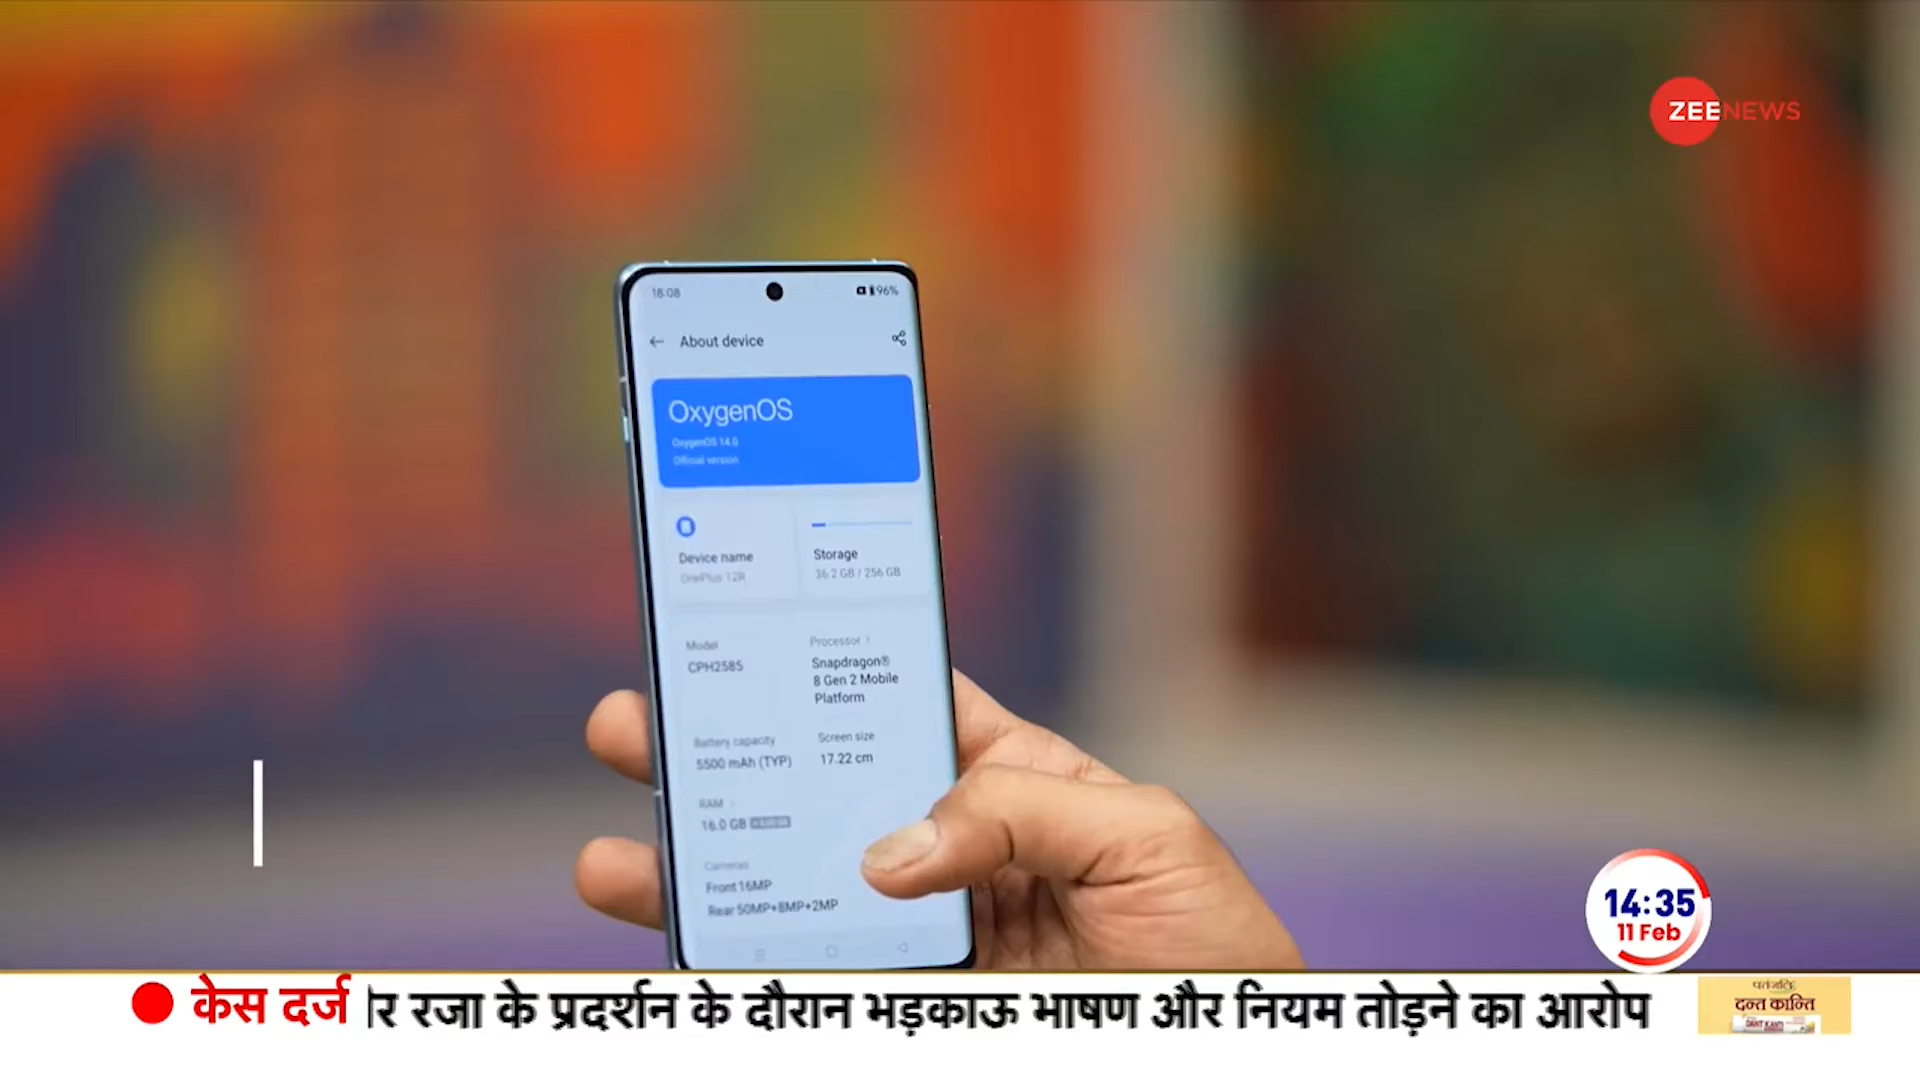 ZEENEWS
18:08
96%
About device
OxygenOS
OxygenOS 14.0
Official version
Device name
OnePlus 12R
Storage
36.2 GB / 256 GB
Model
CPH2585
Processor
Snapdragon®
8 Gen 2 Mobile
Platform
Battery capacity
5500 mAh (TYP)
Screen size
17.22 cm
RAM
16.0 GB
Cameras
Front 16MP
Rear 50MP+8MP+2MP
14:35
11 Feb
केस दर्ज
रजा के प्रदर्शन के दौरान भड़काऊ भाषण और नियम तोड़ने का आरोप
पतंजलि
दन्त कान्ति
DANT KANTI